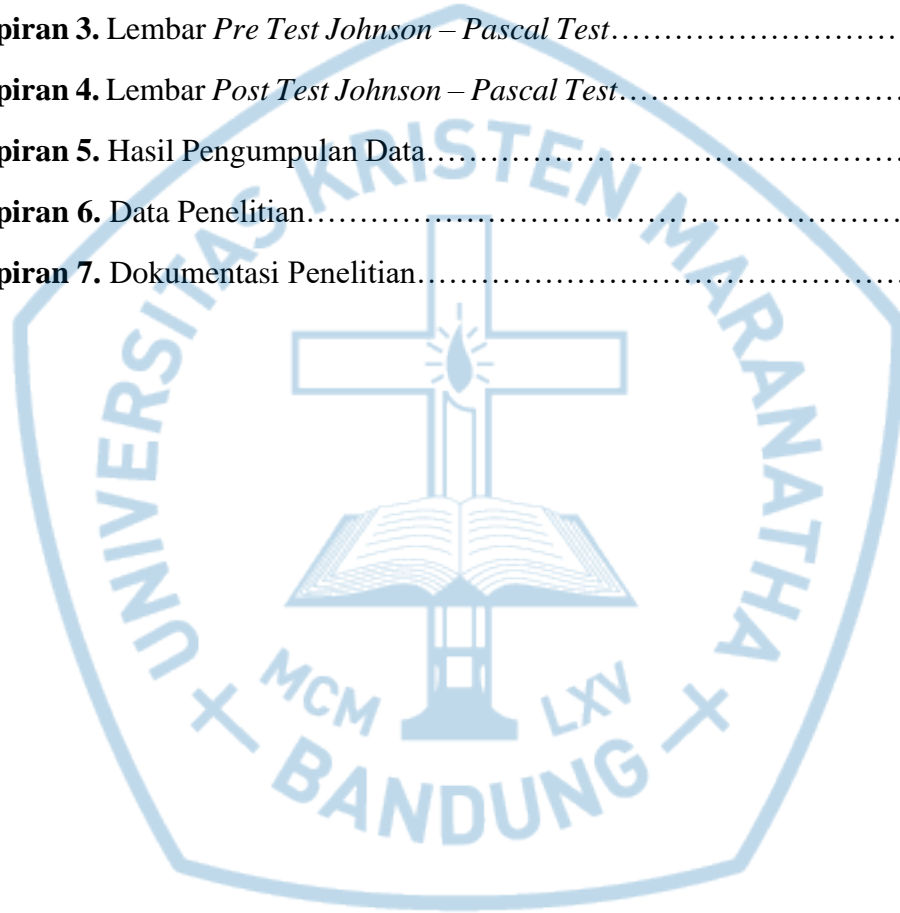 piran 3. Lembar Pre Test Johnson – Pascal Test………………………
piran 4. Lembar Post Test Johnson – Pascal Test………………………
piran 5. Hasil Pengumpulan Data…………………………………………
piran 6. Data Penelitian……………………………………………………
piran 7. Dokumentasi Penelitian…………………………………………
UNIVERSITAS KRISTEN MARANATHA
MCM LXV
BANDUNG